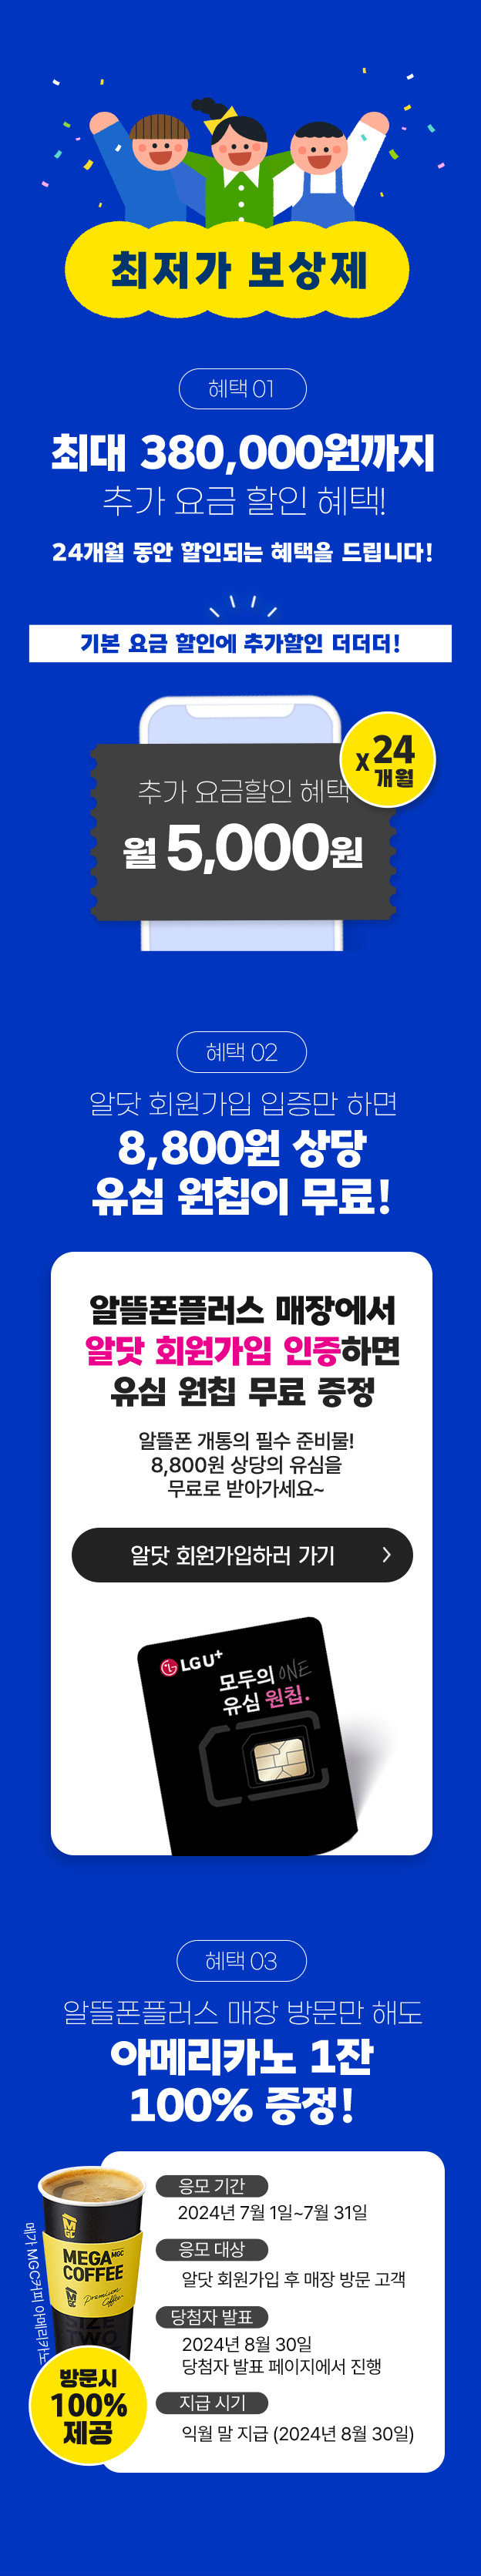 최저가 보상제
혜택 01
최대 380,000원까지
추가 요금 할인 혜택!
24개월 동안 할인되는 혜택을 드립니다!
기본 요금 할인에 추가할인 더더더!
x 24
개월
추가 요금할인 혜택
월 5,000원
혜택 02
알닷 회원가입 입증만 하면
8,800원 상당
유심 원칩이 무료!
알뜰폰플러스 매장에서
알닷 회원가입 인증하면
유심 원칩 무료 증정
알뜰폰 개통의 필수 준비물!
8,800원 상당의 유심을
무료로 받아가세요~
알닷 회원가입하러 가기 >
LG U+
모두의 ONE
유심 원칩.
혜택 03
알뜰폰플러스 매장 방문만 해도
아메리카노 1잔
100% 증정!
응모 기간
2024년 7월 1일~7월 31일
응모 대상
알닷 회원가입 후 매장 방문 고객
당첨자 발표
2024년 8월 30일
당첨자 발표 페이지에서 진행
지급 시기
익월 말 지급 (2024년 8월 30일)
메가 MGC커피 아메리카노
MGC
MEGA MGC
COFFEE
MGC
Premium
Coffee
SIZE
TWO
방문시
100%
제공